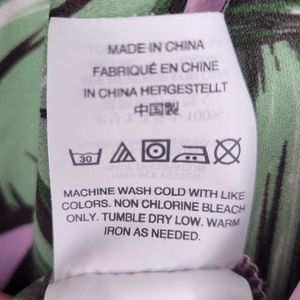 MADE IN CHINA
FABRIQUÉ EN CHINE
IN CHINA HERGESTELLT
中国製
30
MACHINE WASH COLD WITH LIKE
COLORS. NON CHLORINE BLEACH
ONLY. TUMBLE DRY LOW. WARM
IRON AS NEEDED.